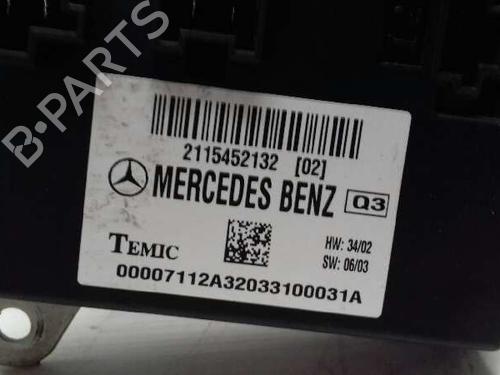 B-PARTS
2115452132 [02]
MERCEDES BENZ Q3
TEMIC
HW: 34/02
SW: 06/03
00007112A32033100031A